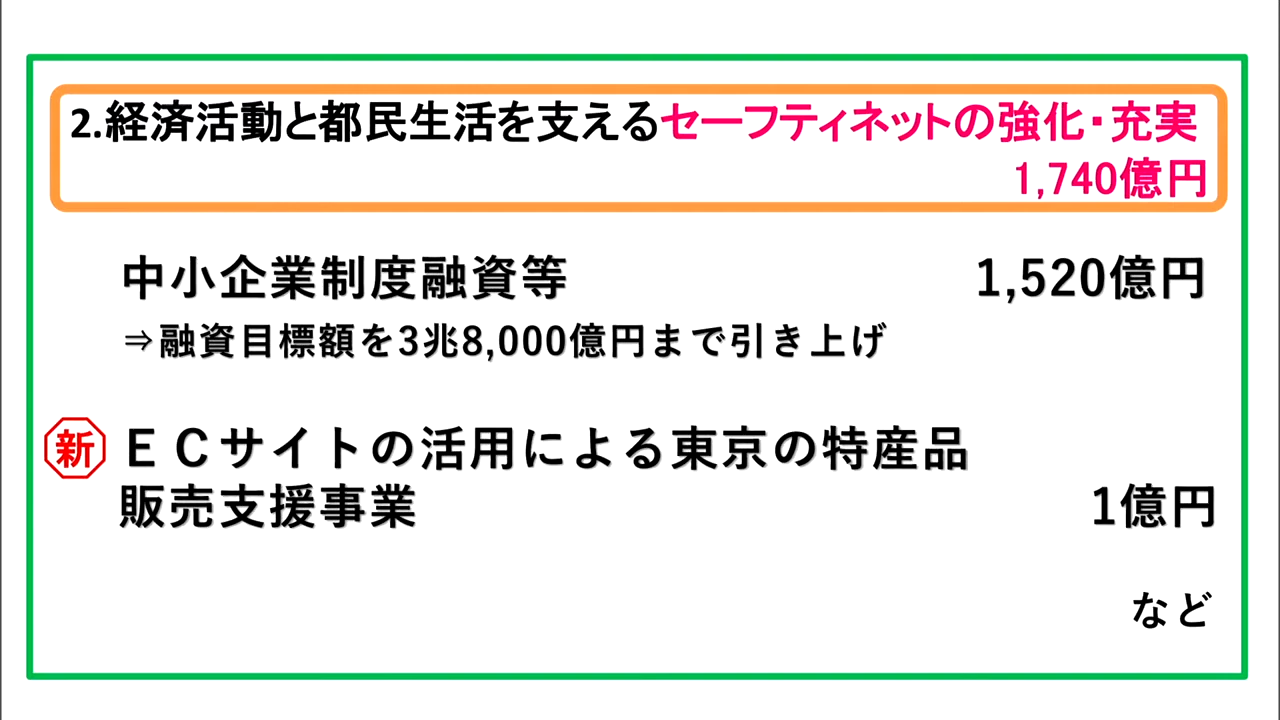 2.経済活動と都民生活を支えるセーフティネットの強化・充実
1,740億円
中小企業制度融資等 1,520億円
⇒融資目標額を3兆8,000億円まで引き上げ
新 ＥＣサイトの活用による東京の特産品
販売支援事業 1億円
など